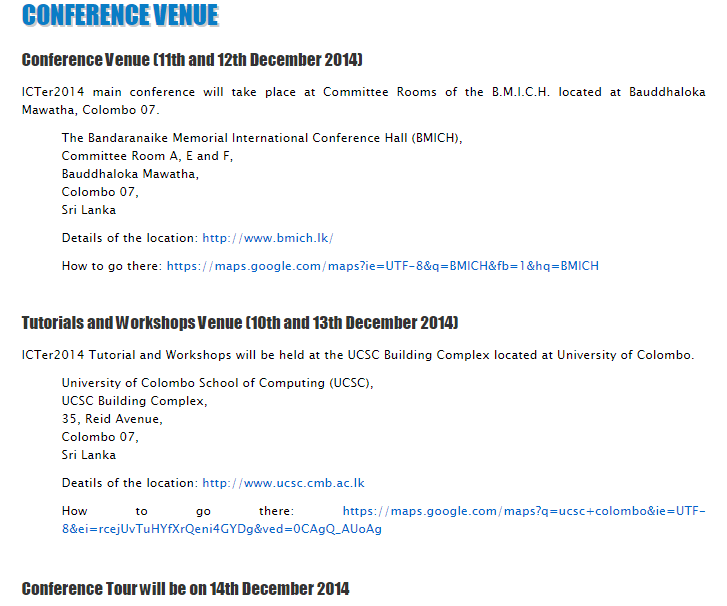 CONFERENCE VENUE
Conference Venue (11th and 12th December 2014)
ICTer2014 main conference will take place at Committee Rooms of the B.M.I.C.H. located at Bauddhaloka
Mawatha, Colombo 07.
The Bandaranaike Memorial International Conference Hall (BMICH),
Committee Room A, E and F,
Bauddhaloka Mawatha,
Colombo 07,
Sri Lanka
Details of the location: http://www.bmich.lk/
How to go there: https://maps.google.com/maps?ie=UTF-8&q=BMICH&fb=1&hq=BMICH
Tutorials and Workshops Venue (10th and 13th December 2014)
ICTer2014 Tutorial and Workshops will be held at the UCSC Building Complex located at University of Colombo.
University of Colombo School of Computing (UCSC),
UCSC Building Complex,
35, Reid Avenue,
Colombo 07,
Sri Lanka
Deatils of the location: http://www.ucsc.cmb.ac.lk
How to go there: https://maps.google.com/maps?q=ucsc+colombo&ie=UTF-
8&ei=rcejUvTuHYfXrQeni4GYDg&ved=0CAgQ_AUoAg
Conference Tour will be on 14th December 2014